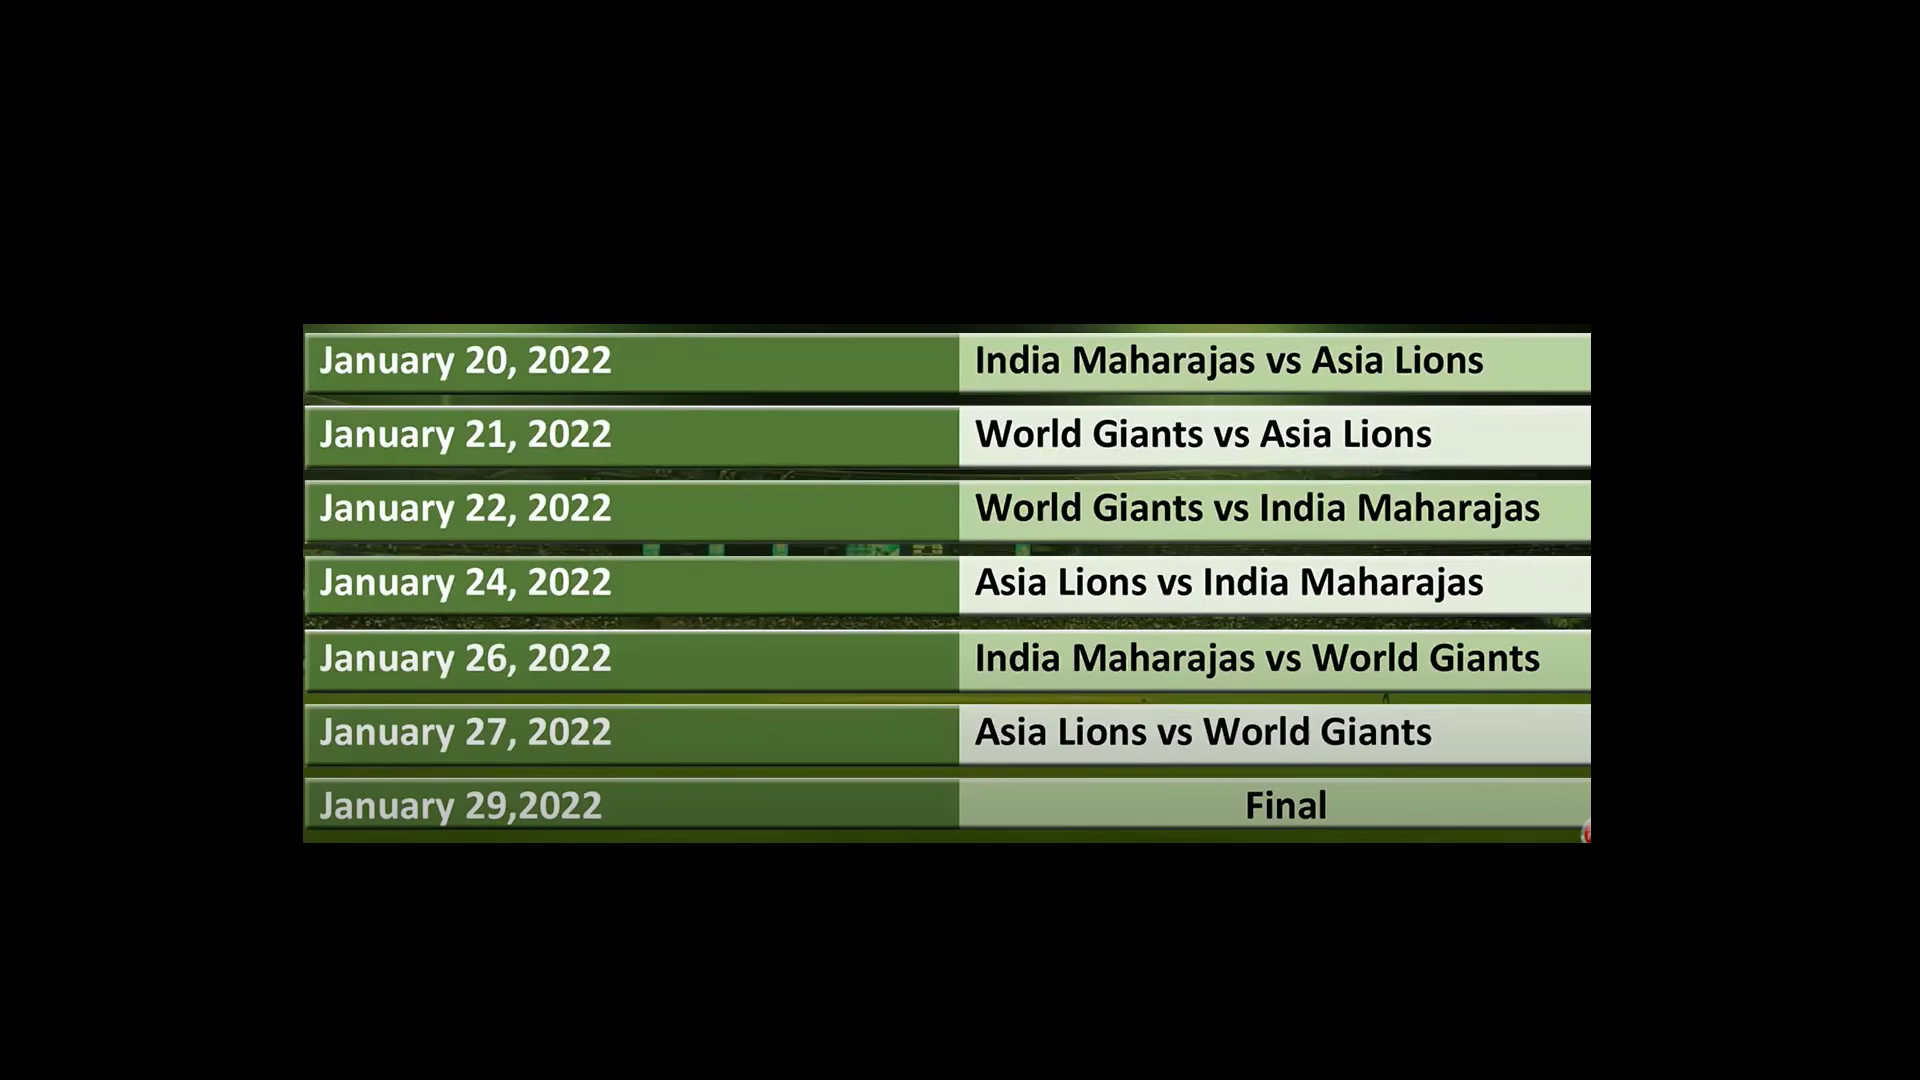 January 20, 2022 India Maharajas vs Asia Lions
January 21, 2022 World Giants vs Asia Lions
January 22, 2022 World Giants vs India Maharajas
January 24, 2022 Asia Lions vs India Maharajas
January 26, 2022 India Maharajas vs World Giants
January 27, 2022 Asia Lions vs World Giants
January 29,2022 Final